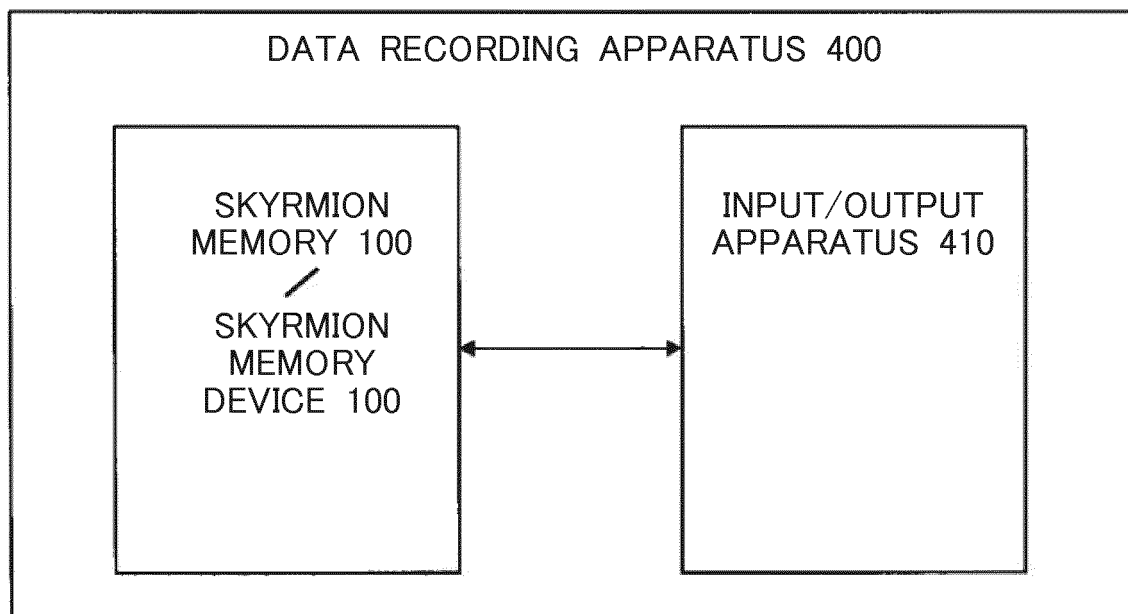 DATA RECORDING APPARATUS 400
SKYRMION
MEMORY 100
/
SKYRMION
MEMORY
DEVICE 100
INPUT/OUTPUT
APPARATUS 410